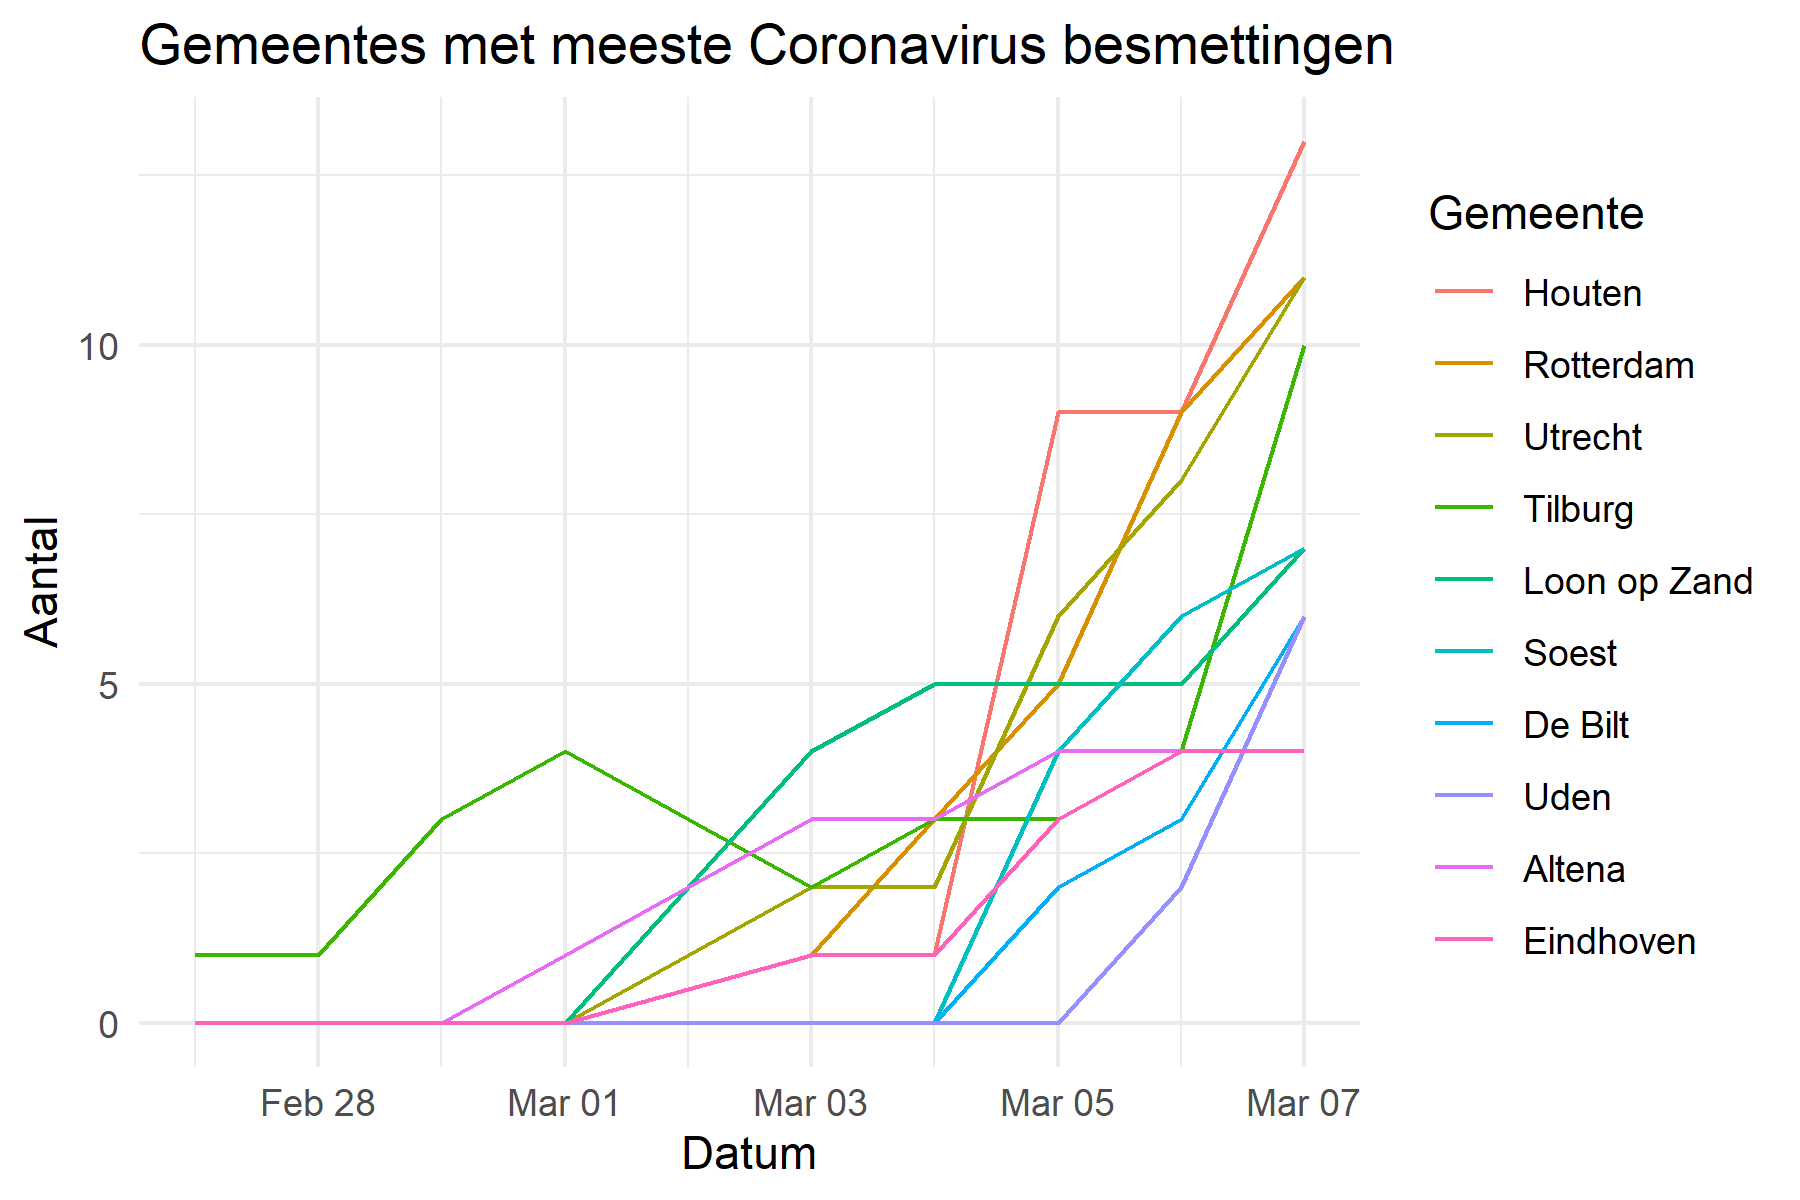 Gemeentes met meeste Coronavirus besmettingen
Aantal
10
5
0
Feb 28
Mar 01
Mar 03
Mar 05
Mar 07
Datum
Gemeente
Houten
Rotterdam
Utrecht
Tilburg
Loon op Zand
Soest
De Bilt
Uden
Altena
Eindhoven